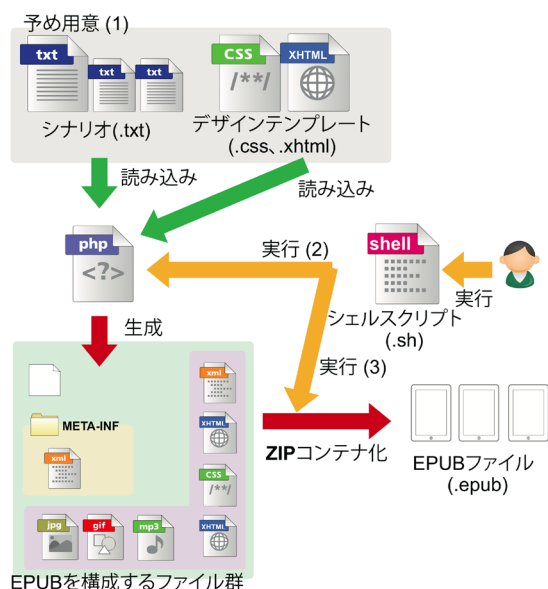 予め用意 (1)
txt
txt
txt
CSS
/**/
XHTML
シナリオ(.txt)
デザインテンプレート
(.css、.xhtml)
読み込み
読み込み
php
<?>
実行 (2)
shell
実行
シェルスクリプト
(.sh)
生成
実行 (3)
xml
META-INF
XHTML
xml
CSS
/**/
ZIPコンテナ化
EPUBファイル
(.epub)
jpg
gif
mp3
XHTML
EPUBを構成するファイル群